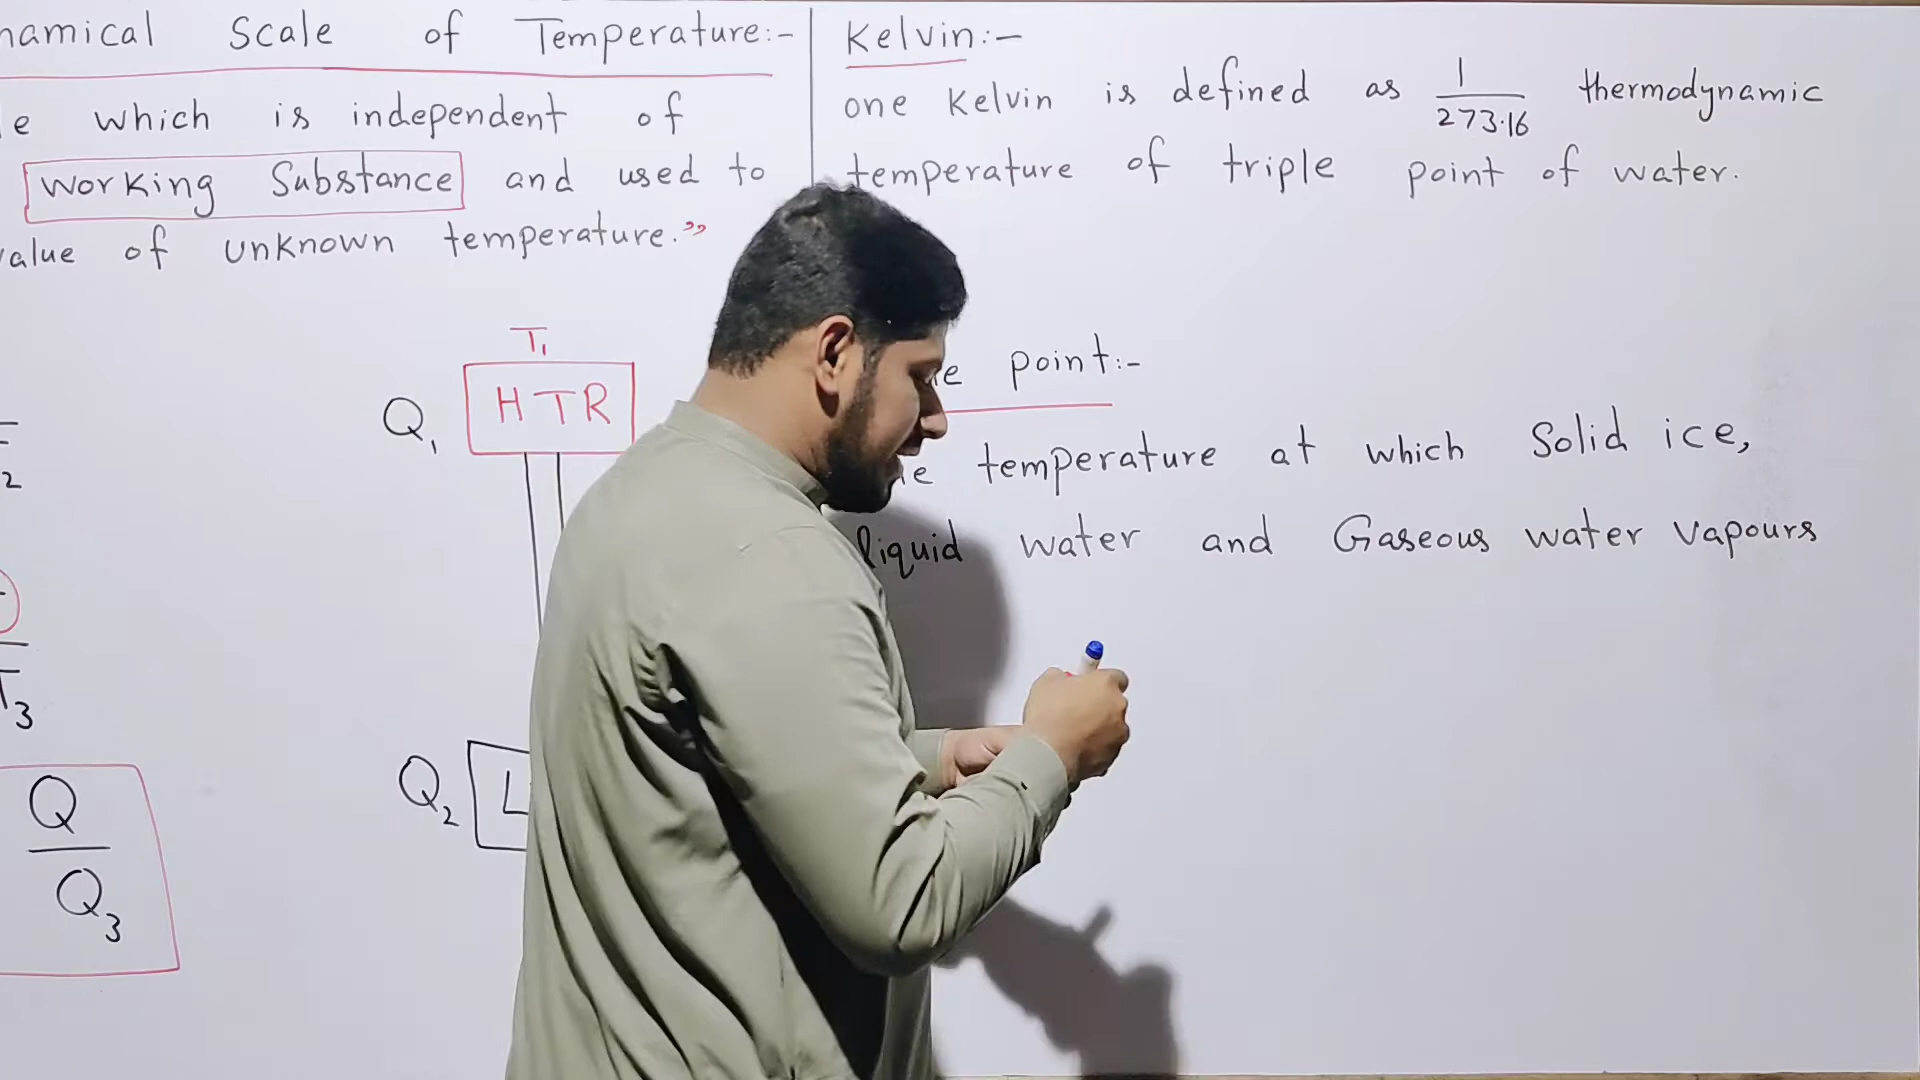 Scale of Temperature:-
which is independent of
Working Substance and used to
of unknown temperature.”
T1
Q1 HTR
2
3
Q2 L
Q
Q3
Kelvin:-
one Kelvin is defined as 1/273.16 thermodynamic
temperature of triple point of water.
point:-
temperature at which Solid ice,
liquid water and Gaseous water vapours